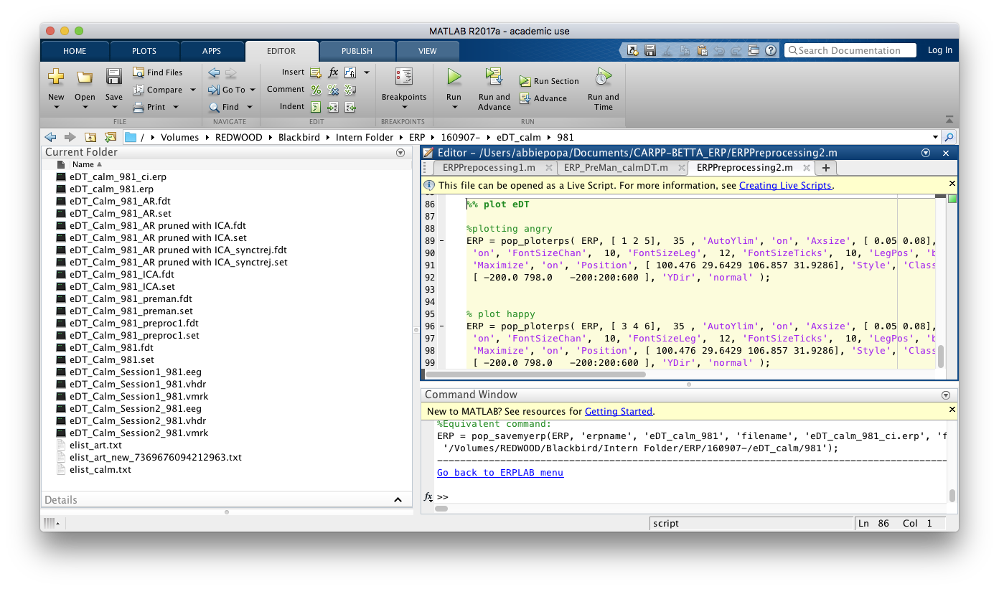 MATLAB R2017a - academic use
HOME PLOTS APPS EDITOR PUBLISH VIEW
Search Documentation Log In
New Open Save
Find Files
Compare
Print
FILE
Go To
Find
NAVIGATE
Insert fx
Comment
Indent
EDIT
Breakpoints
BREAKPOINTS
Run
Run and Advance
Run Section
Advance
Run and Time
RUN
/ Volumes REDWOOD Blackbird Intern Folder ERP 160907- eDT_calm 981
Current Folder
Name
eDT_calm_981_ci.erp
eDT_calm_981.erp
eDT_Calm_981_AR.fdt
eDT_Calm_981_AR.set
eDT_Calm_981_AR pruned with ICA.fdt
eDT_Calm_981_AR pruned with ICA.set
eDT_Calm_981_AR pruned with ICA_synctrej.fdt
eDT_Calm_981_AR pruned with ICA_synctrej.set
eDT_Calm_981_ICA.fdt
eDT_Calm_981_ICA.set
eDT_Calm_981_preman.fdt
eDT_Calm_981_preman.set
eDT_Calm_981_preproc1.fdt
eDT_Calm_981_preproc1.set
eDT_Calm_981.fdt
eDT_Calm_981.set
eDT_Calm_Session1_981.eeg
eDT_Calm_Session1_981.vhdr
eDT_Calm_Session1_981.vmrk
eDT_Calm_Session2_981.eeg
eDT_Calm_Session2_981.vhdr
eDT_Calm_Session2_981.vmrk
elist_art.txt
elist_art_new_7369676094212963.txt
elist_calm.txt
Details
Editor - /Users/abbiepopa/Documents/CARPP-BETTA_ERP/ERPPreprocessing2.m
ERPPrepocessing1.m ERP_PreMan_calmDT.m ERPPreprocessing2.m +
This file can be opened as a Live Script. For more information, see Creating Live Scripts.
86 %% plot eDT
87
88 %plotting angry
89 - ERP = pop_ploterps( ERP, [ 1 2 5], 35 , 'AutoYlim', 'on', 'Axsize', [ 0.05 0.08],
90 'on', 'FontSizeChan', 10, 'FontSizeLeg', 12, 'FontSizeTicks', 10, 'LegPos', 'b
91 'Maximize', 'on', 'Position', [ 100.476 29.6429 106.857 31.9286], 'Style', 'Clas
92 [ -200.0 798.0 -200:200:600 ], 'YDir', 'normal' );
93
94
95 % plot happy
96 - ERP = pop_ploterps( ERP, [ 3 4 6], 35 , 'AutoYlim', 'on', 'Axsize', [ 0.05 0.08],
97 'on', 'FontSizeChan', 10, 'FontSizeLeg', 12, 'FontSizeTicks', 10, 'LegPos', 'b
98 'Maximize', 'on', 'Position', [ 100.476 29.6429 106.857 31.9286], 'Style', 'Clas
99 [ -200.0 798.0 -200:200:600 ], 'YDir', 'normal' );
Command Window
New to MATLAB? See resources for Getting Started.
%Equivalent command:
ERP = pop_savemyerp(ERP, 'erpname', 'eDT_calm_981', 'filename', 'eDT_calm_981_ci.erp', 'f
'/Volumes/REDWOOD/Blackbird/Intern Folder/ERP/160907-/eDT_calm/981');
Go back to ERPLAB menu
fx >>
script Ln 86 Col 1